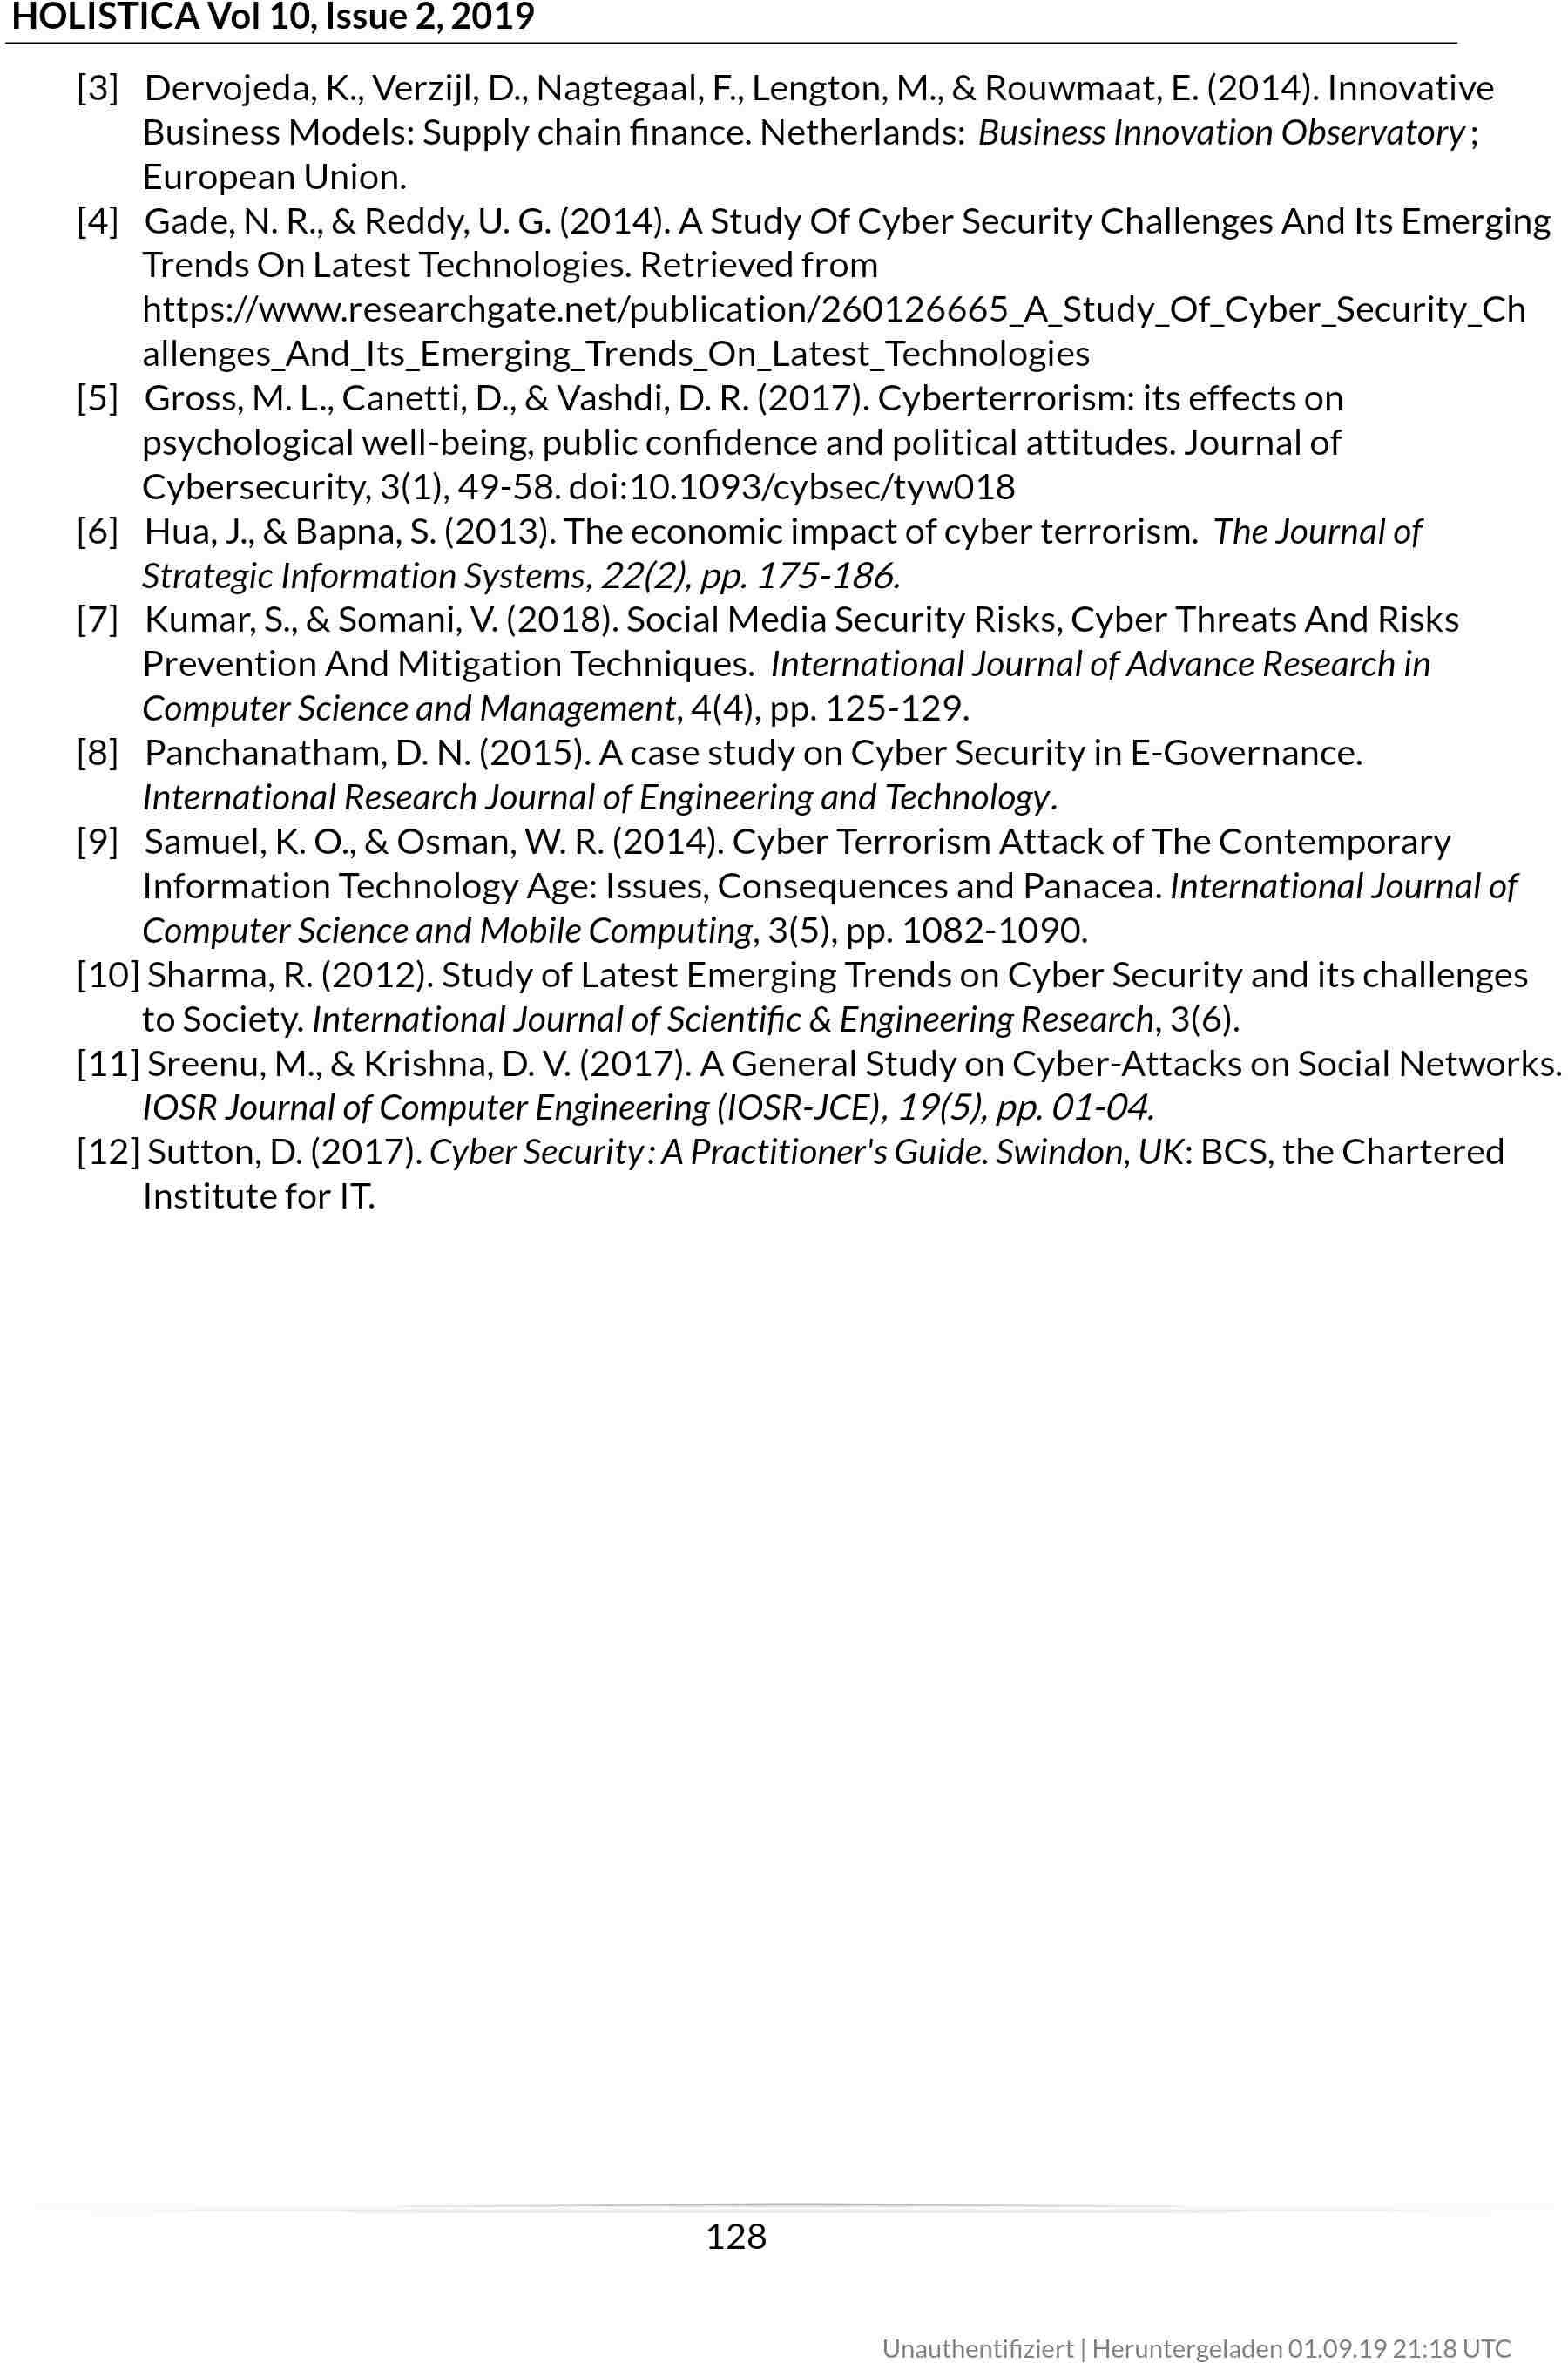 HOLISTICA Vol 10, Issue 2, 2019
[3] Dervojeda, K., Verzijl, D., Nagtegaal, F., Lengton, M., & Rouwmaat, E. (2014). Innovative
Business Models: Supply chain finance. Netherlands: Business Innovation Observatory;
European Union.
[4] Gade, N. R., & Reddy, U. G. (2014). A Study Of Cyber Security Challenges And Its Emerging
Trends On Latest Technologies. Retrieved from
https://www.researchgate.net/publication/260126665_A_Study_Of_Cyber_Security_Ch
allenges_And_Its_Emerging_Trends_On_Latest_Technologies
[5] Gross, M. L., Canetti, D., & Vashdi, D. R. (2017). Cyberterrorism: its effects on
psychological well-being, public confidence and political attitudes. Journal of
Cybersecurity, 3(1), 49-58. doi:10.1093/cybsec/tyw018
[6] Hua, J., & Bapna, S. (2013). The economic impact of cyber terrorism. The Journal of
Strategic Information Systems, 22(2), pp. 175-186.
[7] Kumar, S., & Somani, V. (2018). Social Media Security Risks, Cyber Threats And Risks
Prevention And Mitigation Techniques. International Journal of Advance Research in
Computer Science and Management, 4(4), pp. 125-129.
[8] Panchanatham, D. N. (2015). A case study on Cyber Security in E-Governance.
International Research Journal of Engineering and Technology.
[9] Samuel, K. O., & Osman, W. R. (2014). Cyber Terrorism Attack of The Contemporary
Information Technology Age: Issues, Consequences and Panacea. International Journal of
Computer Science and Mobile Computing, 3(5), pp. 1082-1090.
[10] Sharma, R. (2012). Study of Latest Emerging Trends on Cyber Security and its challenges
to Society. International Journal of Scientific & Engineering Research, 3(6).
[11] Sreenu, M., & Krishna, D. V. (2017). A General Study on Cyber-Attacks on Social Networks.
IOSR Journal of Computer Engineering (IOSR-JCE), 19(5), pp. 01-04.
[12] Sutton, D. (2017). Cyber Security: A Practitioner's Guide. Swindon, UK: BCS, the Chartered
Institute for IT.
128
Unauthentifiziert | Heruntergeladen 01.09.19 21:18 UTC